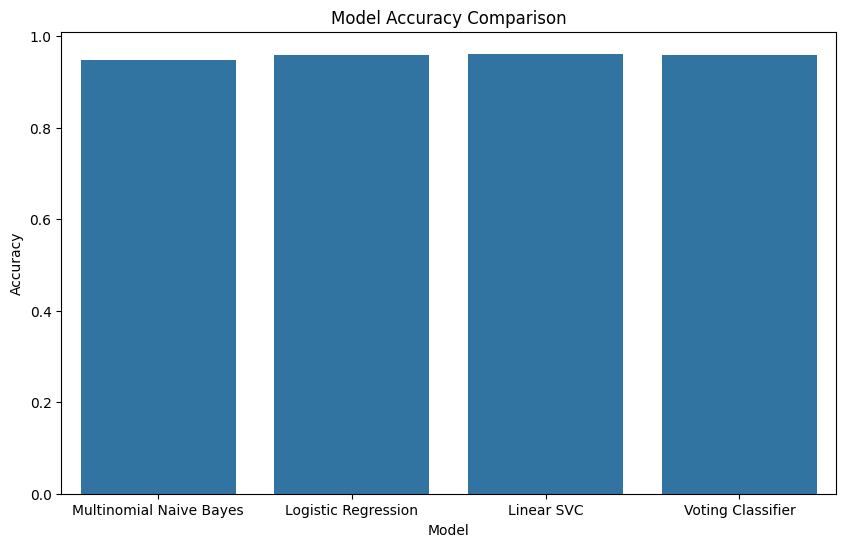 Model Accuracy Comparison
Accuracy
1.0
0.8
0.6
0.4
0.2
0.0
Multinomial Naive Bayes
Logistic Regression
Linear SVC
Voting Classifier
Model